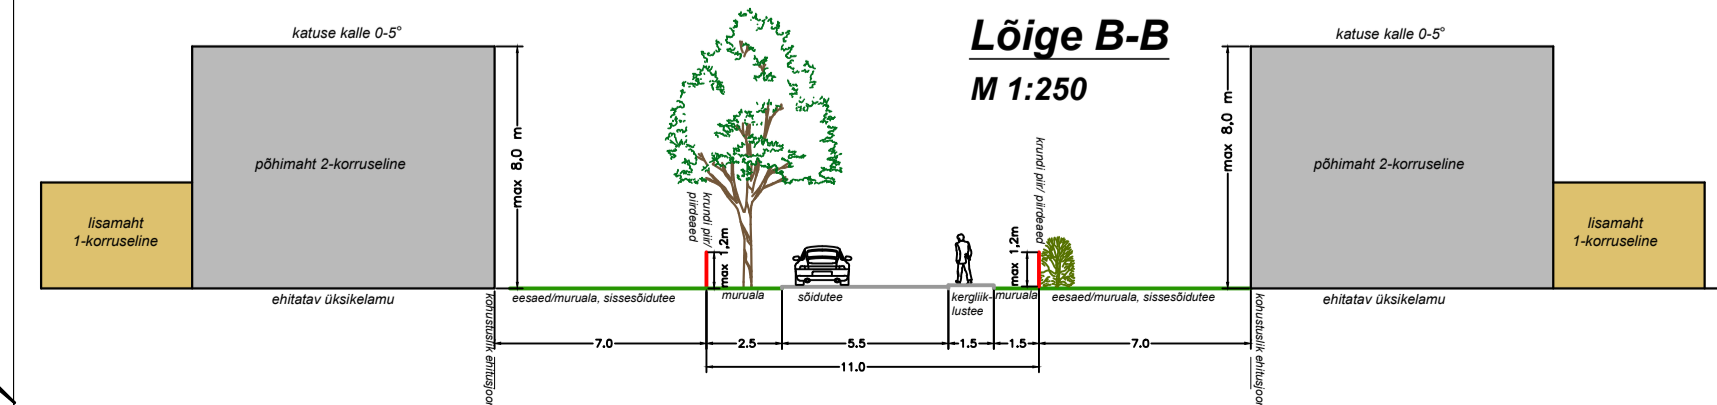 Lõige B-B
M 1:250
katuse kalle 0-5°
katuse kalle 0-5°
max 8,0 m
põhimaht 2-korruseline
lisamaht
1-korruseline
krundi piir/
piirdeaed
max 1,2m
krundi piir/ piirdeaed
max 1,2m
max 8,0 m
põhimaht 2-korruseline
lisamaht
1-korruseline
ehitatav üksikelamu
kohustuslik ehitusjoon
eesaed/muruala, sissesõidutee
muruala
sõidutee
kergliik-
lustee
muruala
eesaed/muruala, sissesõidutee
kohustuslik ehitusjoon
ehitatav üksikelamu
7.0
2.5
5.5
1.5
1.5
7.0
11.0